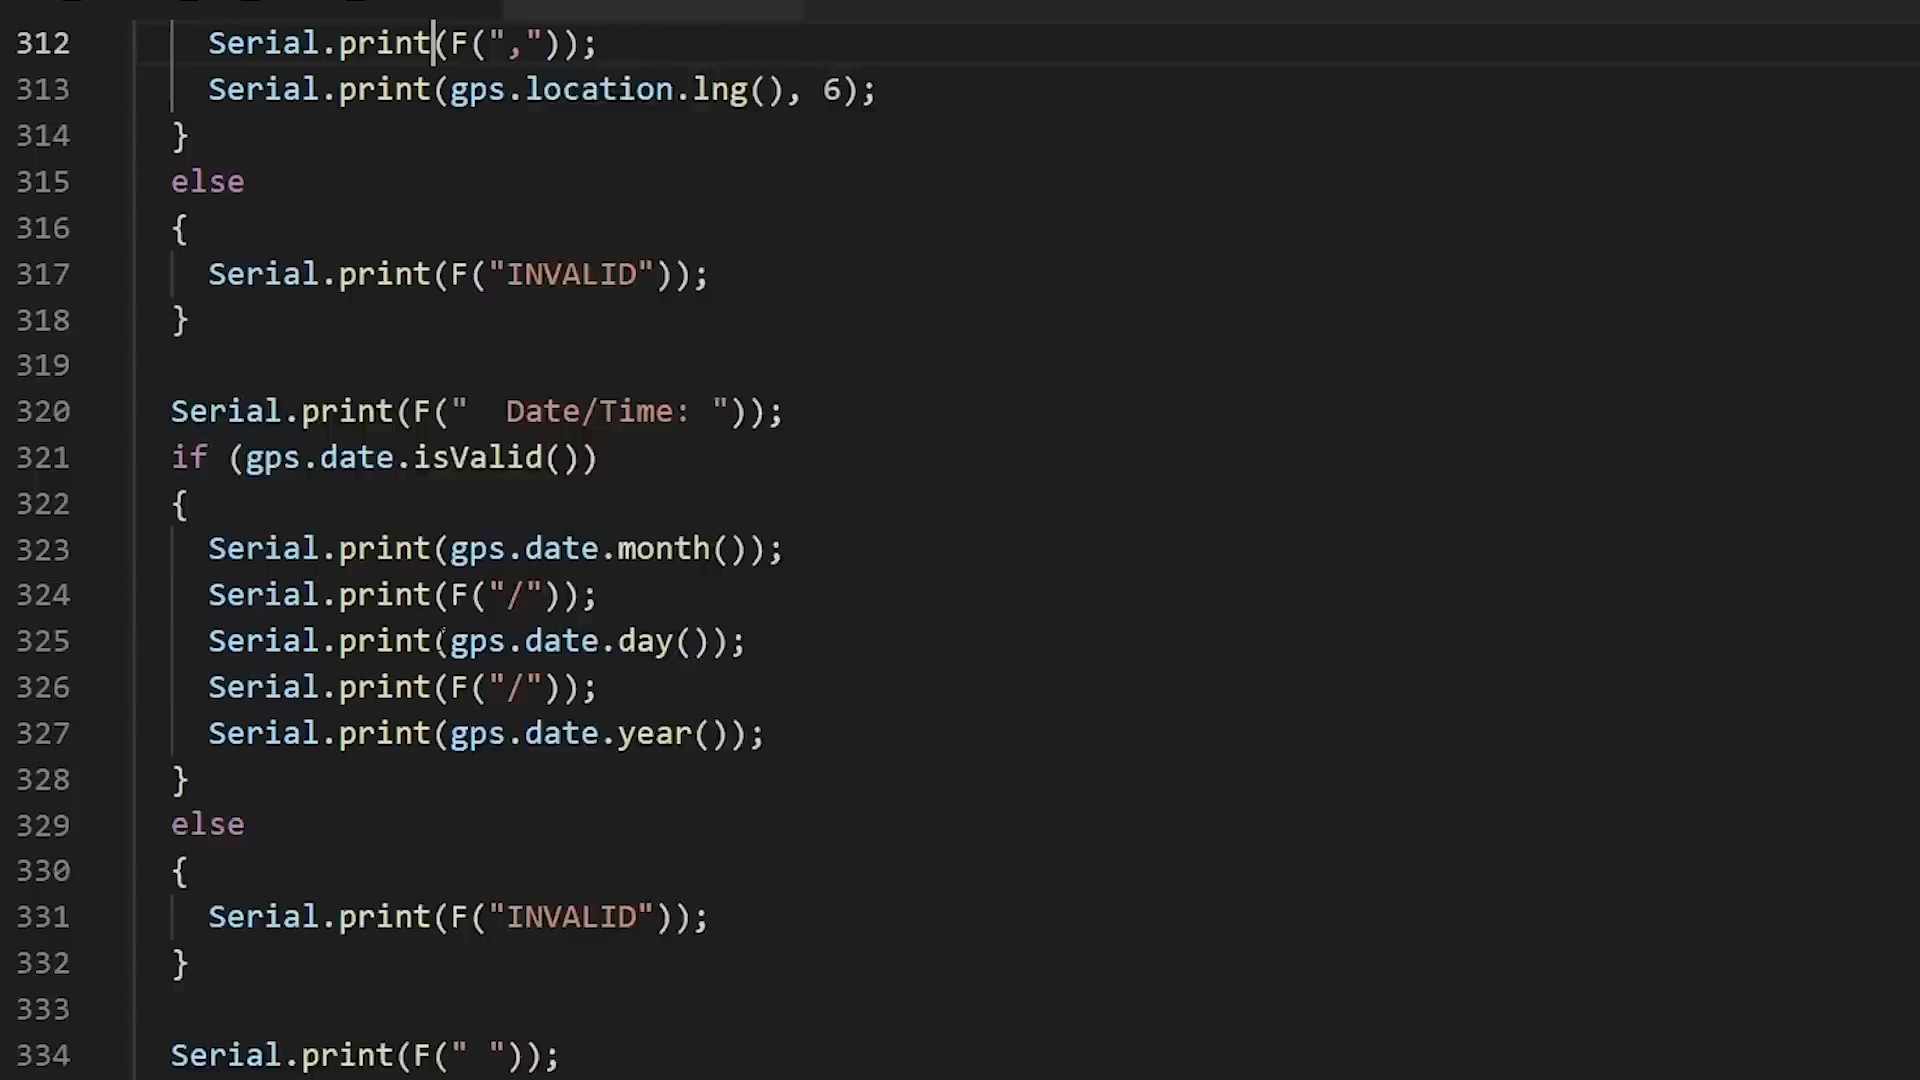 312 Serial.print(F(","));
313 Serial.print(gps.location.lng(), 6);
314 }
315 else
316 {
317 Serial.print(F("INVALID"));
318 }
319
320 Serial.print(F("  Date/Time: "));
321 if (gps.date.isValid())
322 {
323 Serial.print(gps.date.month());
324 Serial.print(F("/"));
325 Serial.print(gps.date.day());
326 Serial.print(F("/"));
327 Serial.print(gps.date.year());
328 }
329 else
330 {
331 Serial.print(F("INVALID"));
332 }
333
334 Serial.print(F(" "));